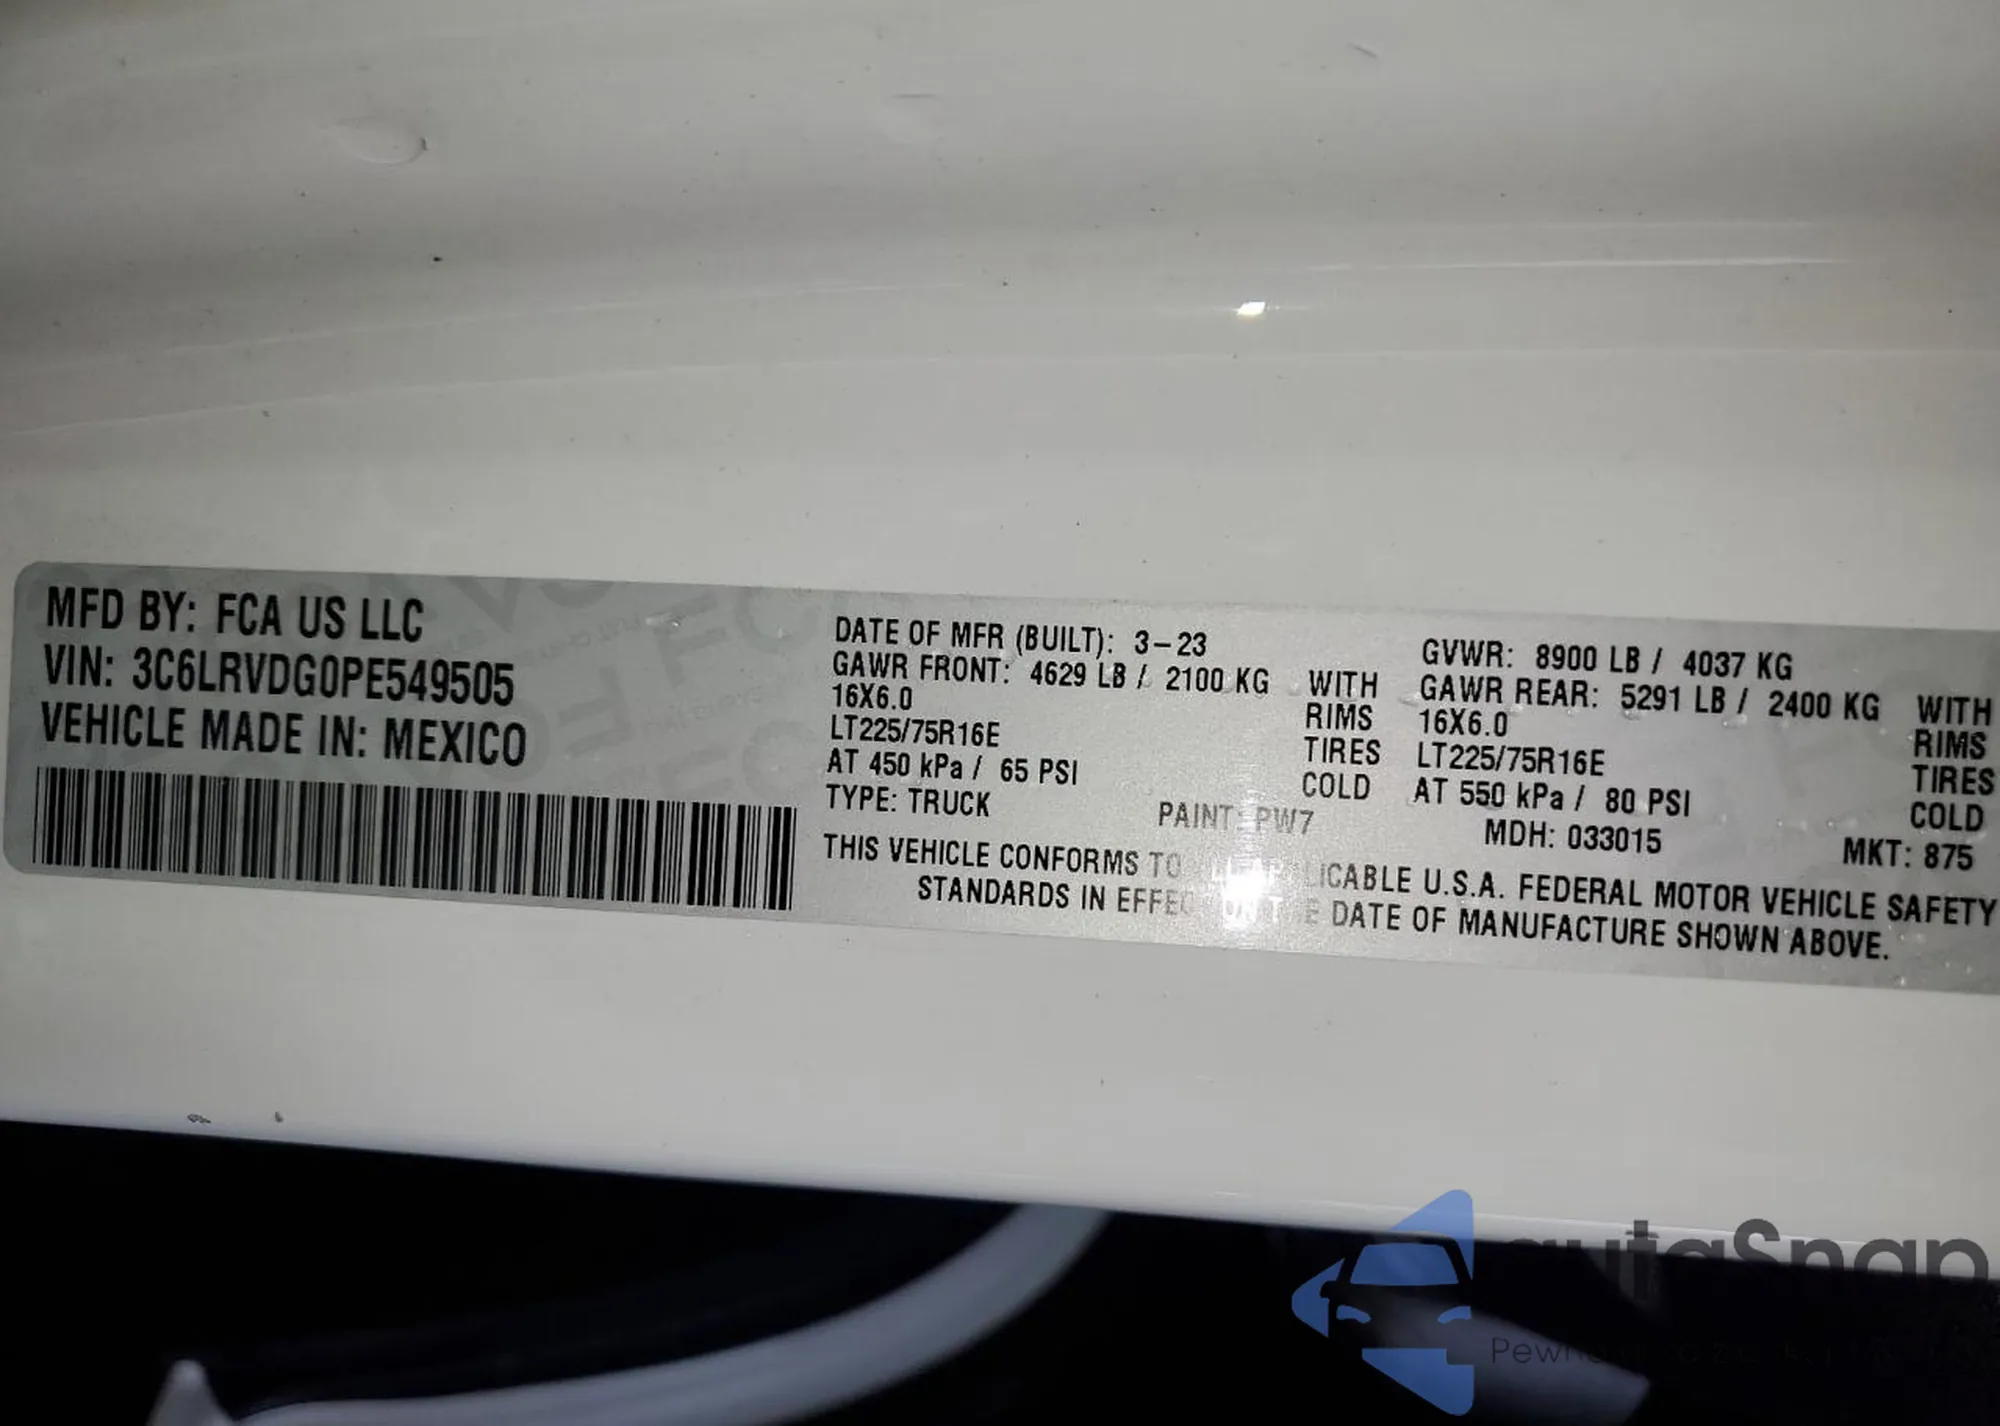 MFD BY: FCA US LLC
VIN: 3C6LRVDG0PE549505
VEHICLE MADE IN: MEXICO
DATE OF MFR (BUILT): 3-23
GVWR: 8900 LB / 4037 KG
GAWR FRONT: 4629 LB / 2100 KG WITH
16X6.0 RIMS
LT225/75R16E TIRES
AT 450 kPa / 65 PSI COLD
GAWR REAR: 5291 LB / 2400 KG WITH
16X6.0 RIMS
LT225/75R16E TIRES
AT 550 kPa / 80 PSI COLD
TYPE: TRUCK PAINT: PW7 MDH: 033015 MKT: 875
THIS VEHICLE CONFORMS TO U.S.A. FEDERAL MOTOR VEHICLE SAFETY
STANDARDS IN DATE OF MANUFACTURE SHOWN ABOVE.
autaSnap